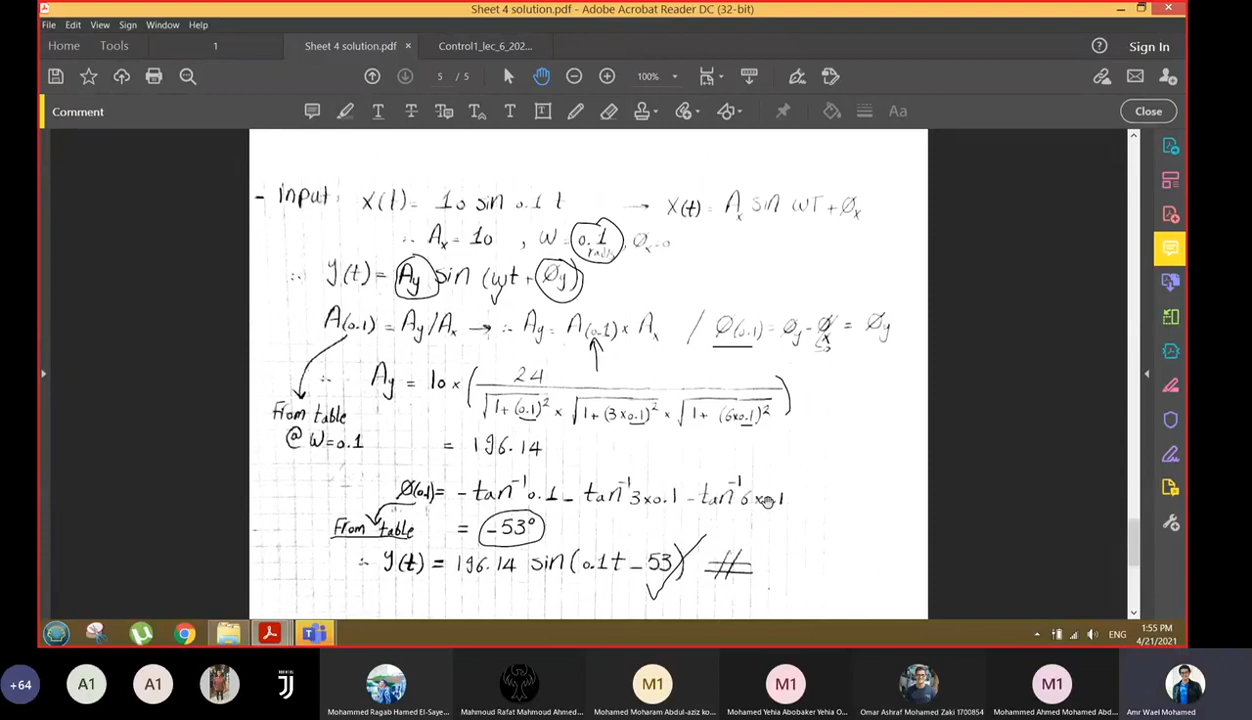 Sheet 4 solution.pdf - Adobe Acrobat Reader DC (32-bit)
File Edit View Sign Window Help
Home Tools 1 Sheet 4 solution.pdf × Control1_lec_6_202... Sign In
5 / 5 100%
Comment Close
- Input: x(t) = 10 sin 0.1 t → x(t) = Ax sin ωT + Øx
∴ Ax = 10 , ω = 0.1 rad/s , Øx=0
∴ y(t) = Ay sin (ωt + Øy)
A(0.1) = Ay/Ax → ∴ Ay = A(0.1) × Ax / Ø(0.1) = Øy - Øx = Øy
∴ Ay = 10 × ( 24 / √1+(0.1)² × √1+(3×0.1)² × √1+(6×0.1)² )
From table
@ ω=0.1
= 196.14
Ø(0.1) = - tan⁻¹ 0.1 - tan⁻¹ 3×0.1 - tan⁻¹ 6×0.1
From table = -53°
∴ y(t) = 196.14 sin(0.1t - 53) #
ENG 1:55 PM
4/21/2021
+64 A1 A1 M1 M1 M1
Mohammed Ragab Hamed El-Saye... Mahmoud Rafat Mahmoud Ahmed... Mohamed Moharam Abdul-aziz ko... Mohamed Yehia Abobaker Yehia O... Omar Ashraf Mohamed Zaki 1700854 Mohammed Ahmed Mohamed Abd... Amr Wael Mohamed